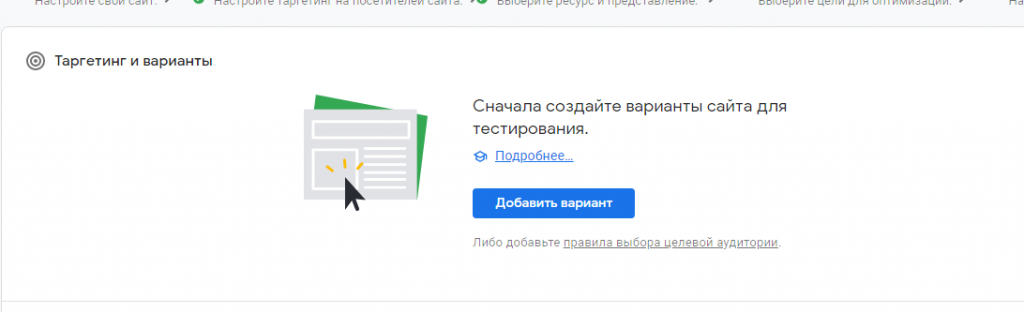 Настройте свой сайт. Настройте таргетинг на посетителей сайта. Выберите ресурс и представление. Выберите цели для оптимизации. На
Таргетинг и варианты
Сначала создайте варианты сайта для
тестирования.
Подробнее...
Добавить вариант
Либо добавьте правила выбора целевой аудитории.